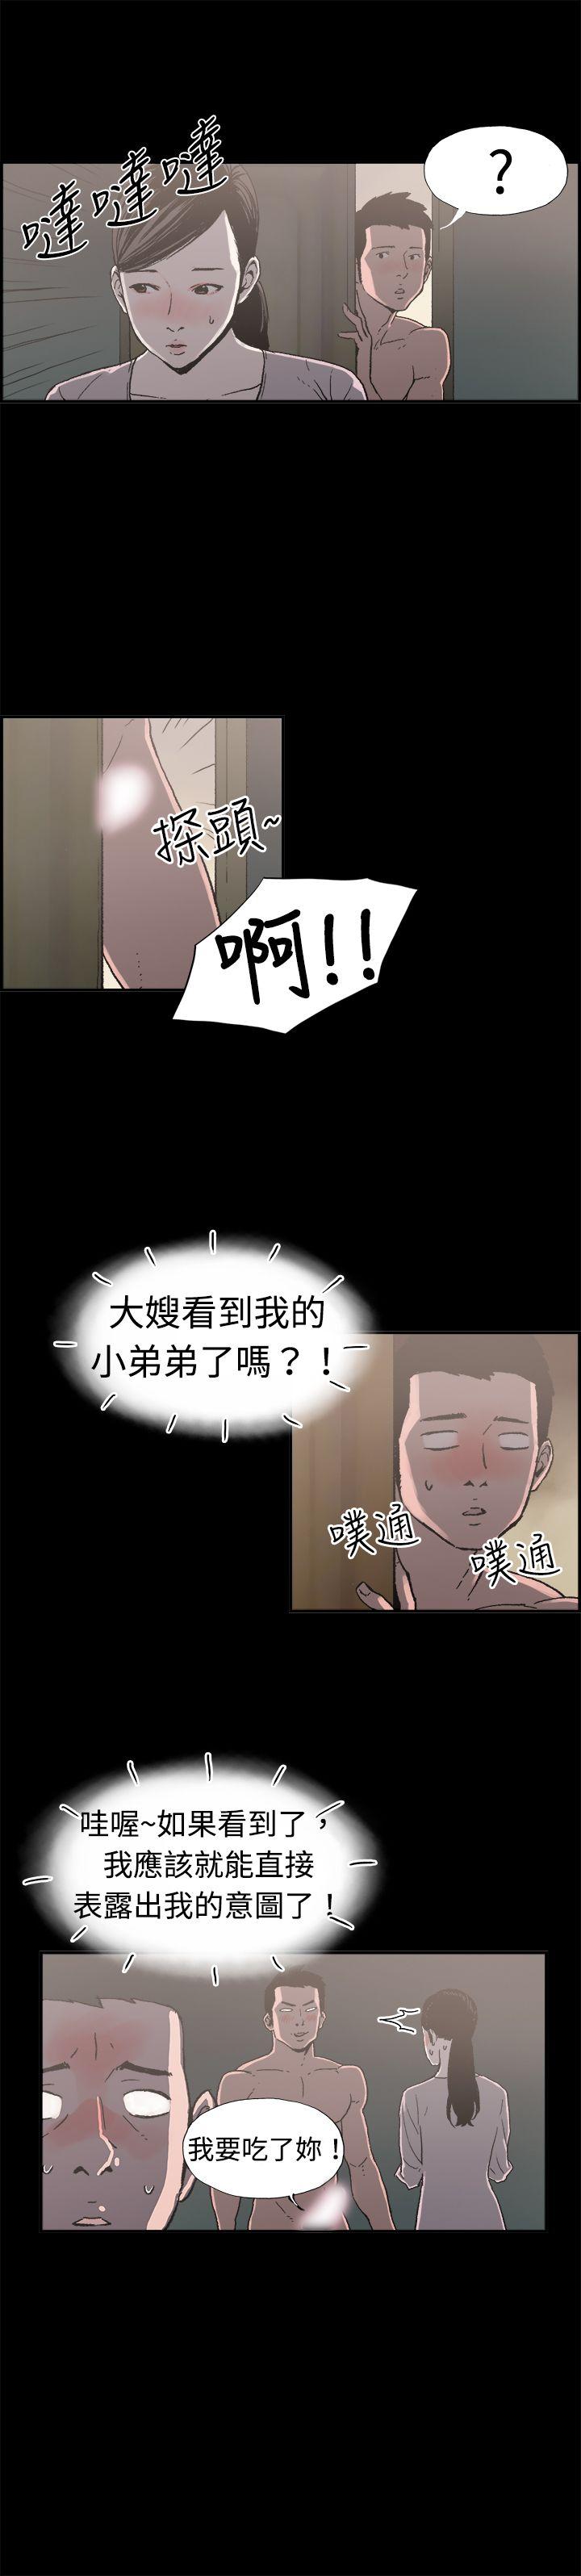 噠噠噠
?
探頭~
啊!!
大嫂看到我的
小弟弟了嗎?!
噗通
噗通
哇喔~如果看到了,
我應該就能直接
表露出我的意圖了!
我要吃了妳!